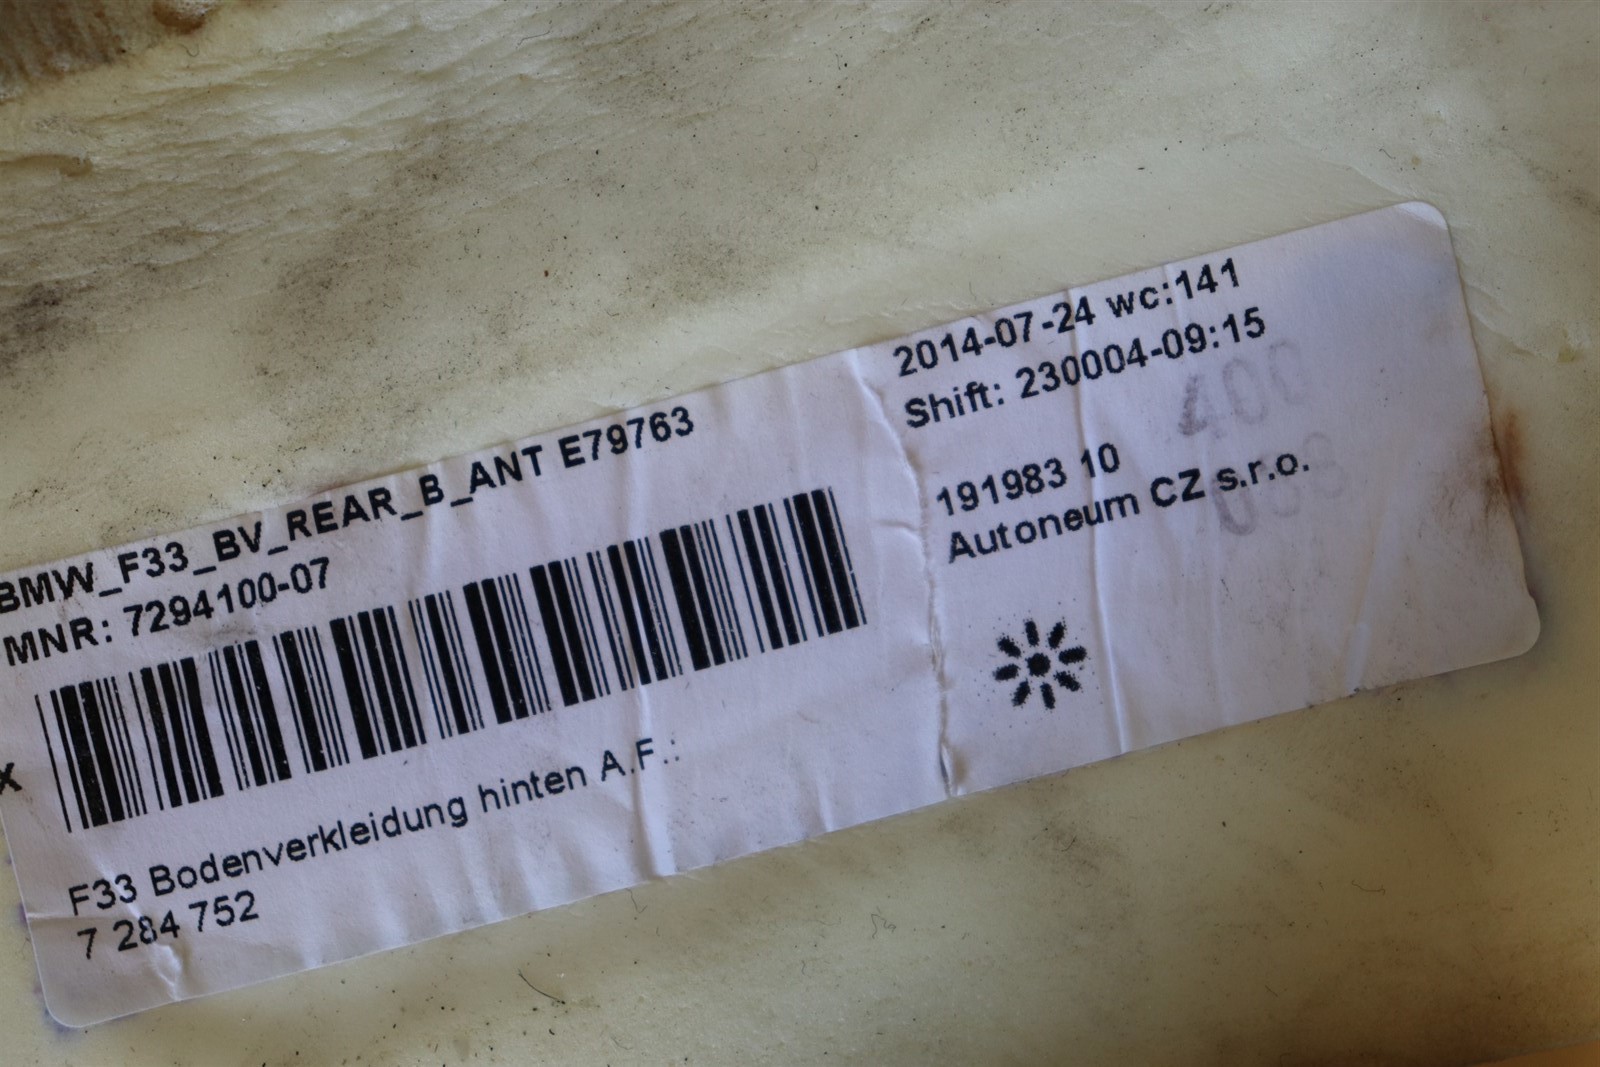 BMW_F33_BV_REAR_B_ANT E79763
MNR: 7294100-07
x
F33 Bodenverkleidung hinten A.F.:
7 284 752
2014-07-24 wc:141
Shift: 230004-09:15
400
191983 10
Autoneum CZ s.r.o.